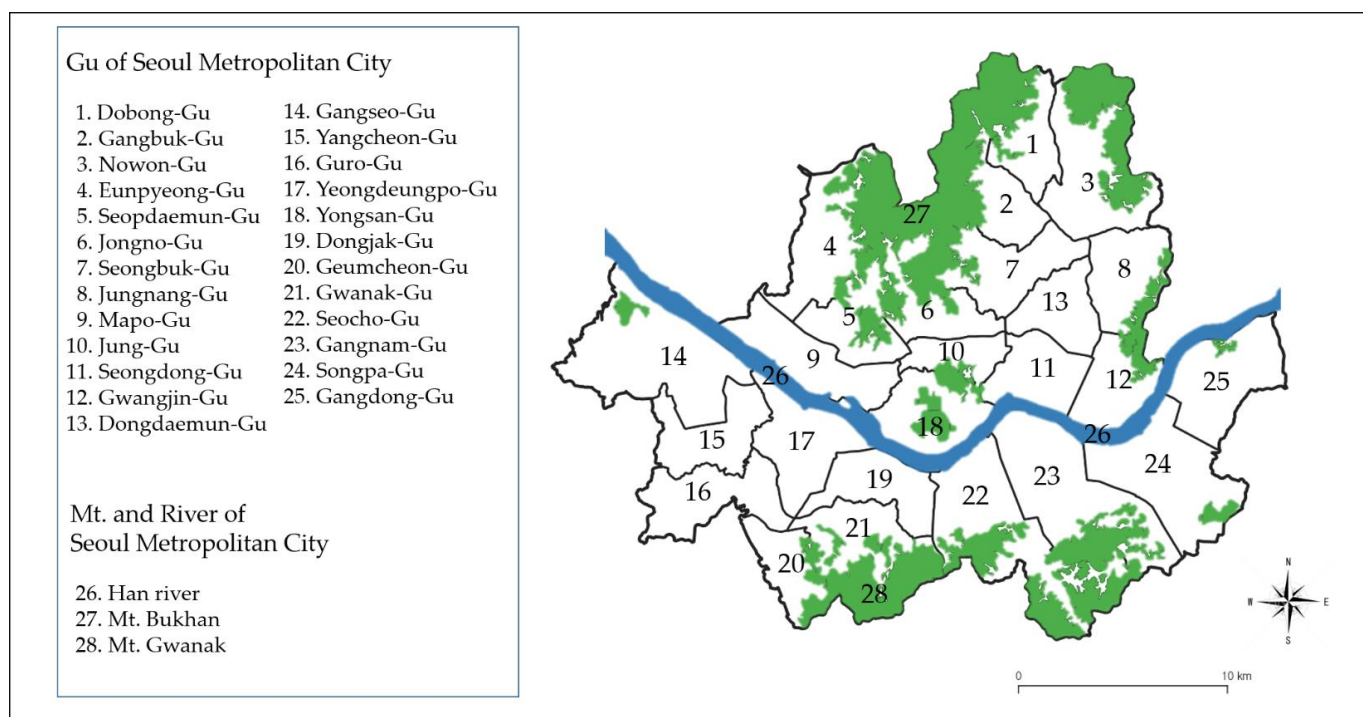 Gu of Seoul Metropolitan City
1. Dobong-Gu
2. Gangbuk-Gu
3. Nowon-Gu
4. Eunpyeong-Gu
5. Seopdaemun-Gu
6. Jongno-Gu
7. Seongbuk-Gu
8. Jungnang-Gu
9. Mapo-Gu
10. Jung-Gu
11. Seongdong-Gu
12. Gwangjin-Gu
13. Dongdaemun-Gu
14. Gangseo-Gu
15. Yangcheon-Gu
16. Guro-Gu
17. Yeongdeungpo-Gu
18. Yongsan-Gu
19. Dongjak-Gu
20. Geumcheon-Gu
21. Gwanak-Gu
22. Seocho-Gu
23. Gangnam-Gu
24. Songpa-Gu
25. Gangdong-Gu
Mt. and River of
Seoul Metropolitan City
26. Han river
27. Mt. Bukhan
28. Mt. Gwanak
1
3
2
27
4
7
8
13
6
5
10
9
14
26
11
12
25
18
26
15
17
24
19
23
16
22
21
20
28
N
W
E
S
0
10 km